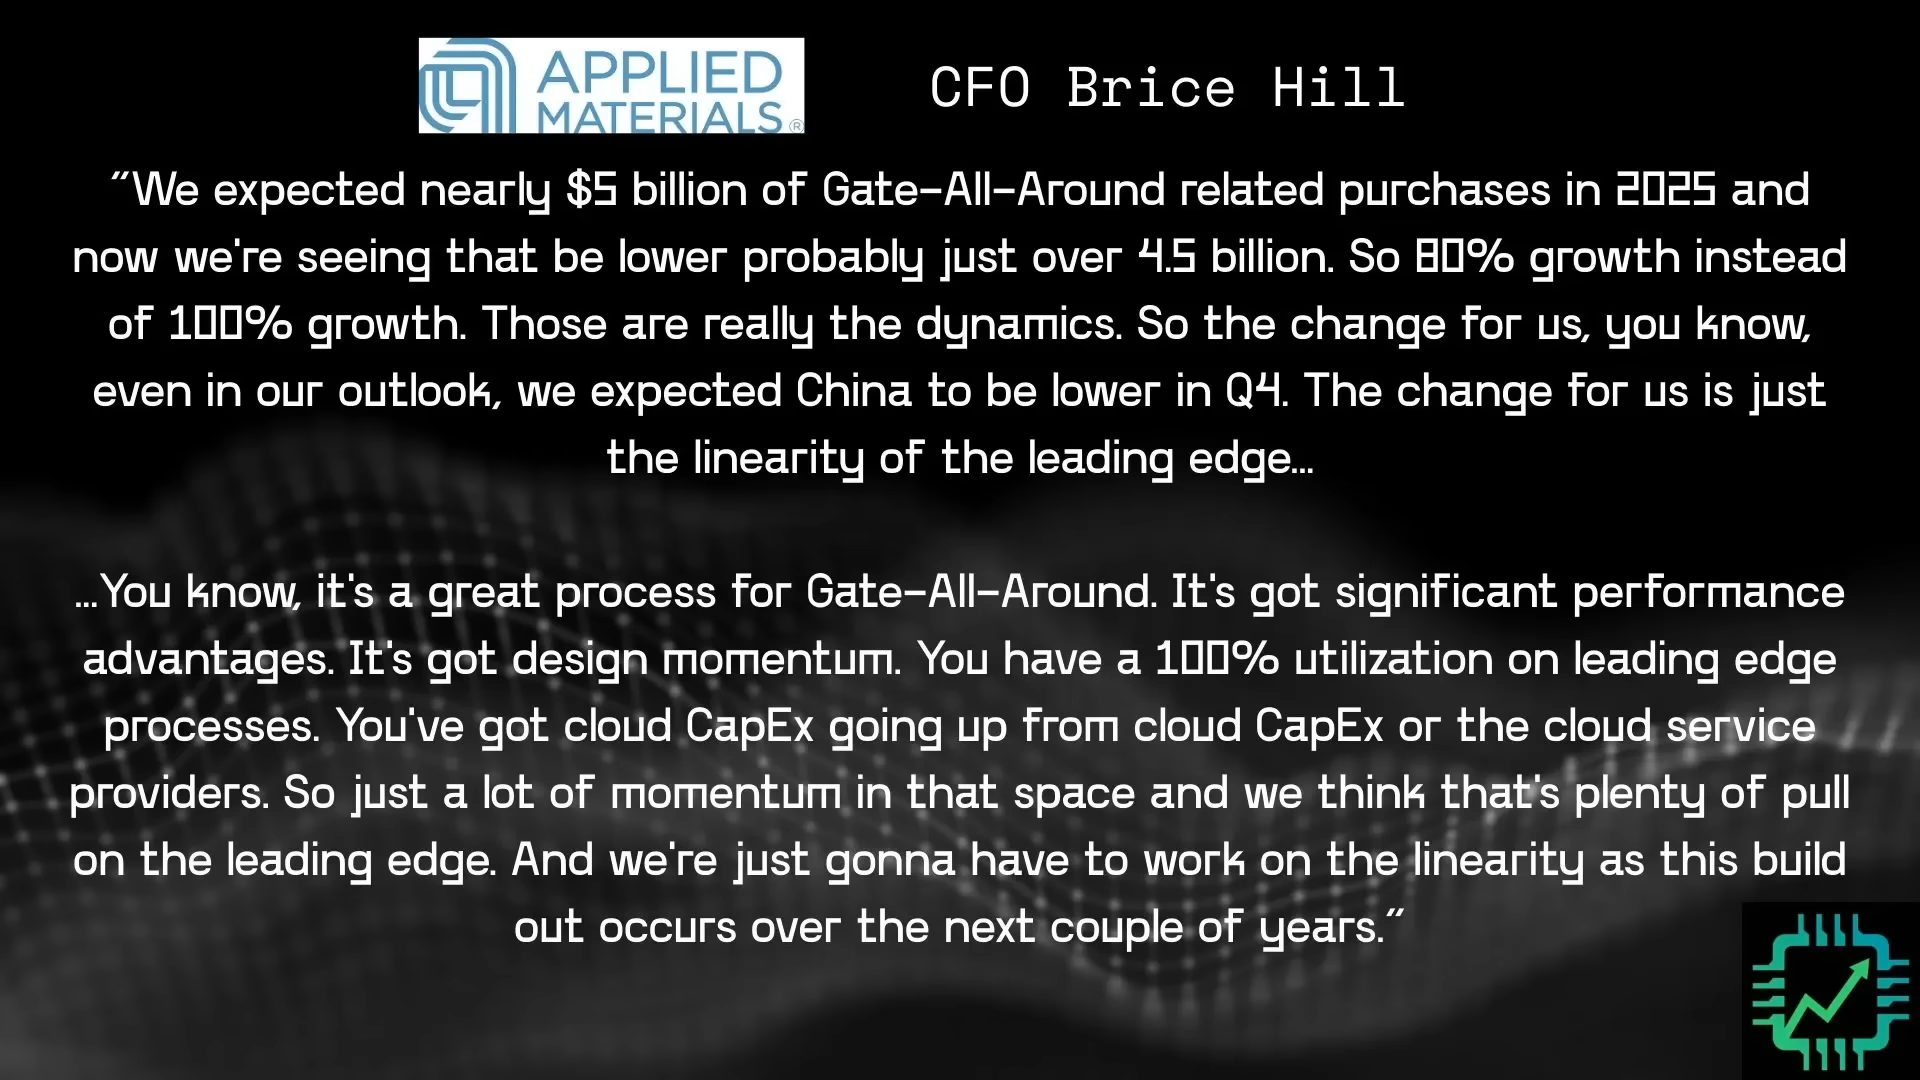 APPLIED
MATERIALS®
CFO Brice Hill
“We expected nearly $5 billion of Gate-All-Around related purchases in 2025 and
now we're seeing that be lower probably just over 4.5 billion. So 80% growth instead
of 100% growth. Those are really the dynamics. So the change for us, you know,
even in our outlook, we expected China to be lower in Q4. The change for us is just
the linearity of the leading edge...
...You know, it's a great process for Gate-All-Around. It's got significant performance
advantages. It's got design momentum. You have a 100% utilization on leading edge
processes. You've got cloud CapEx going up from cloud CapEx or the cloud service
providers. So just a lot of momentum in that space and we think that's plenty of pull
on the leading edge. And we're just gonna have to work on the linearity as this build
out occurs over the next couple of years.”